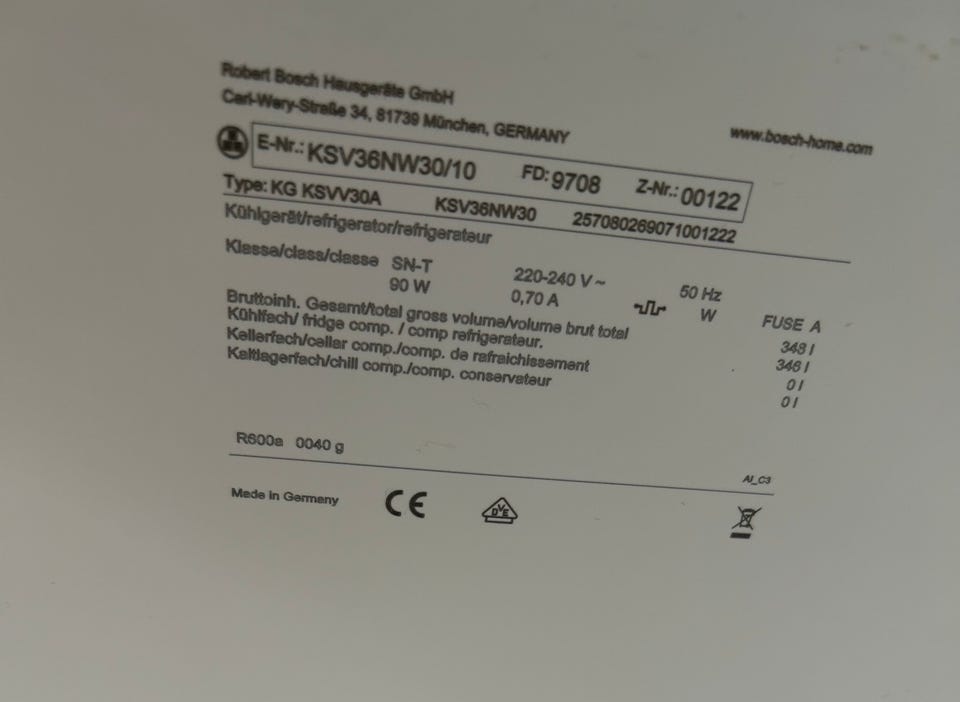 Robert Bosch Hausgeräte GmbH
Carl-Wery-Straße 34, 81739 München, GERMANY
www.bosch-home.com
E-Nr.: KSV36NW30/10 FD: 9708 Z-Nr.: 00122
Type: KG KSVV30A KSV36NW30 257080269071001222
Kühlgerät/refrigerator/refrigerateur
Klasse/class/classe SN-T 220-240 V ~ 50 Hz
90 W 0,70 A W FUSE A
Bruttoinh. Gesamt/total gross volume/volume brut total 348 l
Kühlfach/ fridge comp. / comp refrigerateur. 348 l
Kellerfach/cellar comp./comp. de rafraichissement 0 l
Kaltlagerfach/chill comp./comp. conservateur 0 l
R600a 0040 g
AI_C3
Made in Germany CE DVE